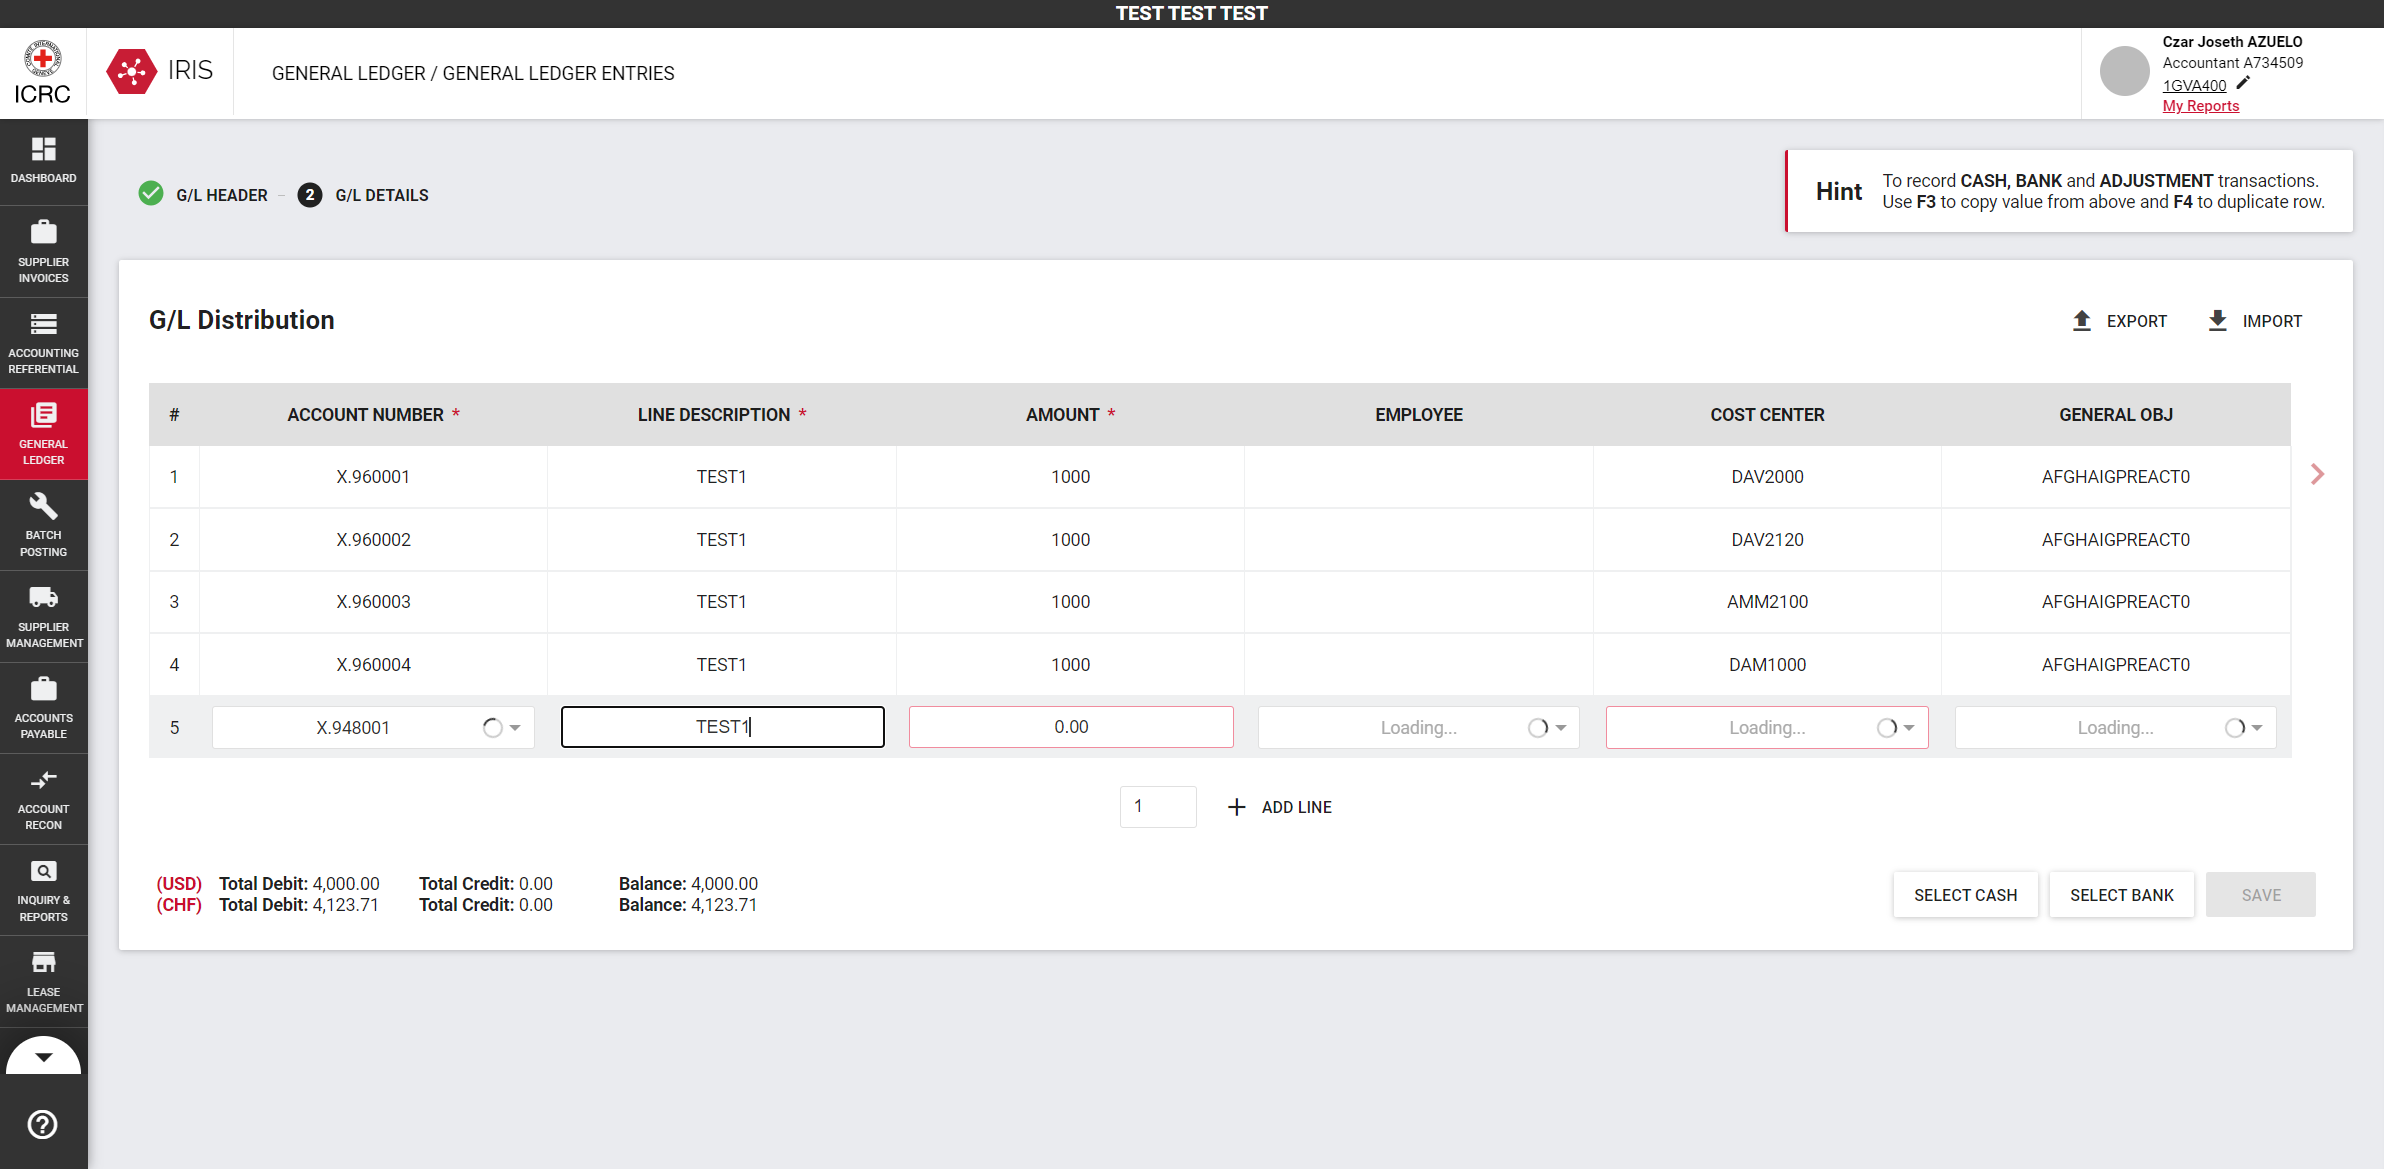 TEST TEST TEST
ICRC
IRIS
GENERAL LEDGER / GENERAL LEDGER ENTRIES
Czar Joseth AZUELO
Accountant A734509
1GVA400
My Reports
DASHBOARD
SUPPLIER
INVOICES
ACCOUNTING
REFERENTIAL
GENERAL
LEDGER
BATCH
POSTING
SUPPLIER
MANAGEMENT
ACCOUNTS
PAYABLE
ACCOUNT
RECON
INQUIRY &
REPORTS
LEASE
MANAGEMENT
G/L HEADER
2 G/L DETAILS
Hint
To record CASH, BANK and ADJUSTMENT transactions.
Use F3 to copy value from above and F4 to duplicate row.
G/L Distribution
EXPORT
IMPORT
# ACCOUNT NUMBER * LINE DESCRIPTION * AMOUNT * EMPLOYEE COST CENTER GENERAL OBJ
1 X.960001 TEST1 1000 DAV2000 AFGHAIGPREACT0
2 X.960002 TEST1 1000 DAV2120 AFGHAIGPREACT0
3 X.960003 TEST1 1000 AMM2100 AFGHAIGPREACT0
4 X.960004 TEST1 1000 DAM1000 AFGHAIGPREACT0
5 X.948001 TEST1 0.00 Loading... Loading... Loading...
1 ADD LINE
(USD) Total Debit: 4,000.00 Total Credit: 0.00 Balance: 4,000.00
(CHF) Total Debit: 4,123.71 Total Credit: 0.00 Balance: 4,123.71
SELECT CASH
SELECT BANK
SAVE